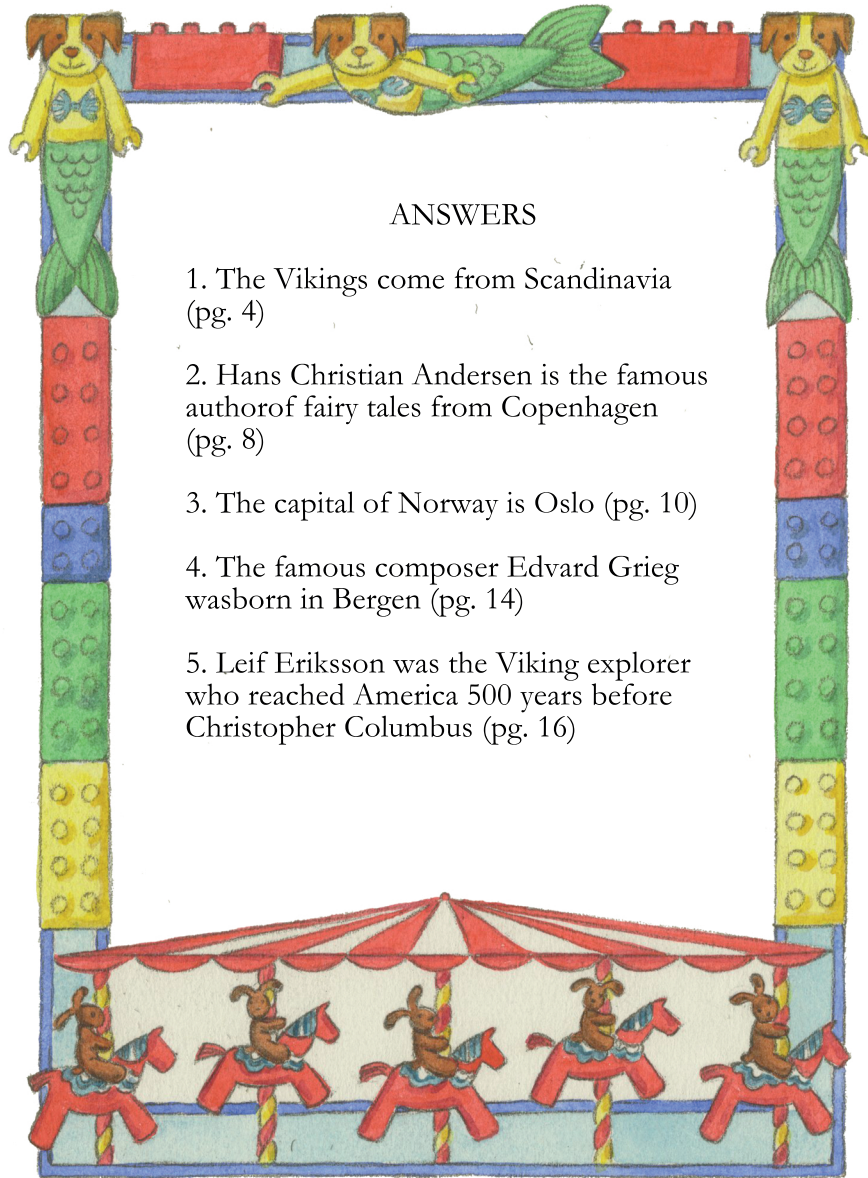 ANSWERS
1. The Vikings come from Scandinavia
(pg. 4)
2. Hans Christian Andersen is the famous
authorof fairy tales from Copenhagen
(pg. 8)
3. The capital of Norway is Oslo (pg. 10)
4. The famous composer Edvard Grieg
wasborn in Bergen (pg. 14)
5. Leif Eriksson was the Viking explorer
who reached America 500 years before
Christopher Columbus (pg. 16)